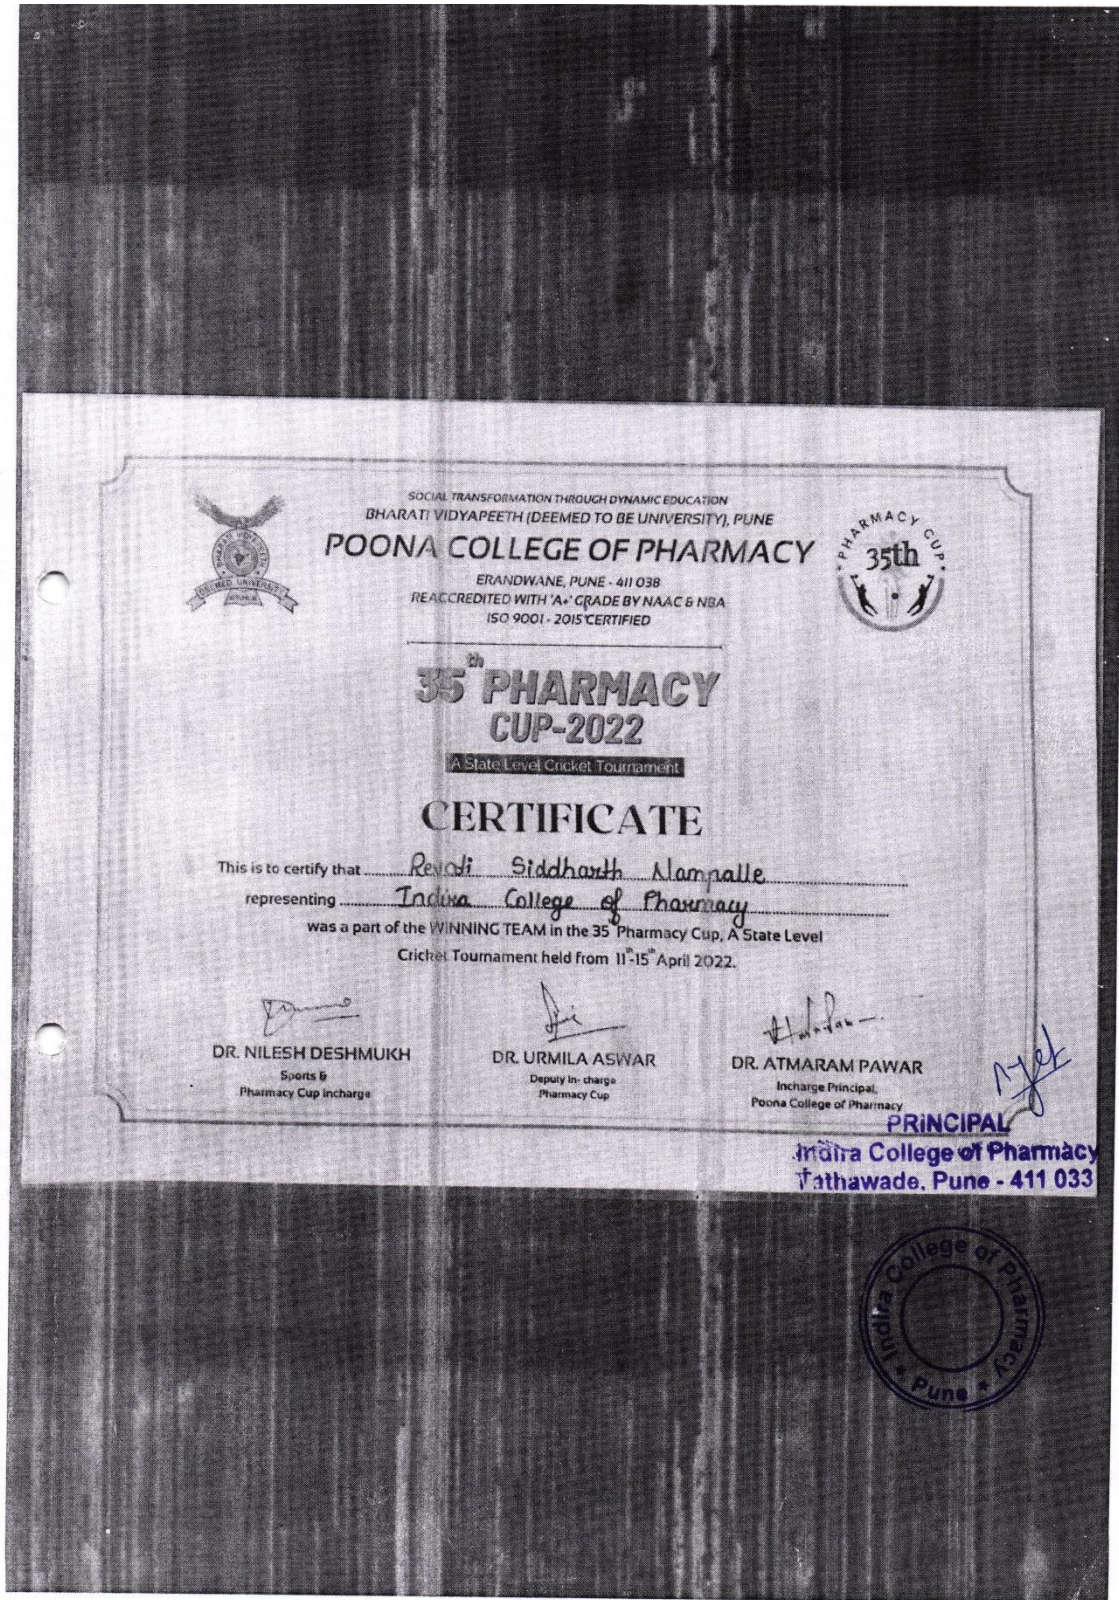 SOCIAL TRANSFORMATION THROUGH DYNAMIC EDUCATION
BHARATI VIDYAPEETH (DEEMED TO BE UNIVERSITY), PUNE
POONA COLLEGE OF PHARMACY
ERANDWANE, PUNE - 411 038
REACCREDITED WITH 'A+' GRADE BY NAAC & NBA
ISO 9001 - 2015 CERTIFIED
BHARATI VIDYAPEETH
DEEMED UNIVERSITY
PHARMACY CUP
35th
35th PHARMACY
CUP-2022
A State Level Cricket Tournament
CERTIFICATE
This is to certify that Revati Siddharth Nampalle
representing Indira College of Pharmacy
was a part of the WINNING TEAM in the 35th Pharmacy Cup, A State Level
Cricket Tournament held from 11th-15th April 2022.
DR. NILESH DESHMUKH
Sports &
Pharmacy Cup Incharge
DR. URMILA ASWAR
Deputy In- charge
Pharmacy Cup
DR. ATMARAM PAWAR
Incharge Principal,
Poona College of Pharmacy
PRINCIPAL
Indira College of Pharmacy
Tathawade, Pune - 411 033
Indira College of Pharmacy
Pune